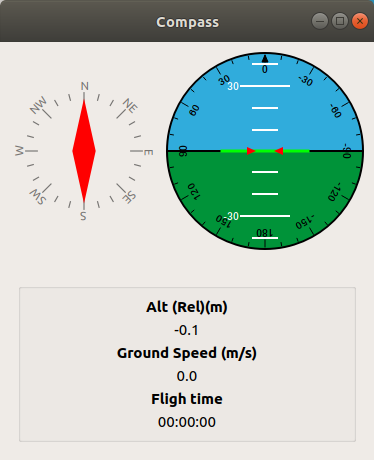 Compass
N
NW
NE
W
E
SW
SE
S
0
30
-30
60
-60
90
-90
120
-120
150
-150
180
30
-30
Alt (Rel)(m)
-0.1
Ground Speed (m/s)
0.0
Fligh time
00:00:00